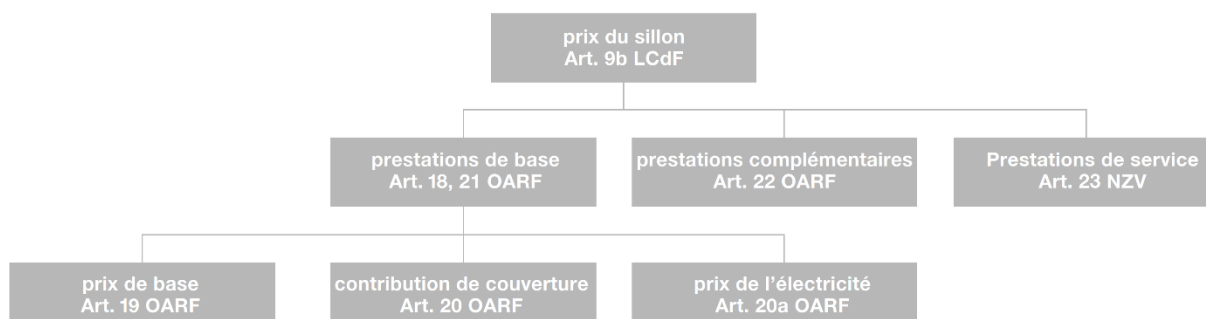 prix du sillon
Art. 9b LCdF
prestations de base
Art. 18, 21 OARF
prestations complémentaires
Art. 22 OARF
Prestations de service
Art. 23 NZV
prix de base
Art. 19 OARF
contribution de couverture
Art. 20 OARF
prix de l'électricité
Art. 20a OARF